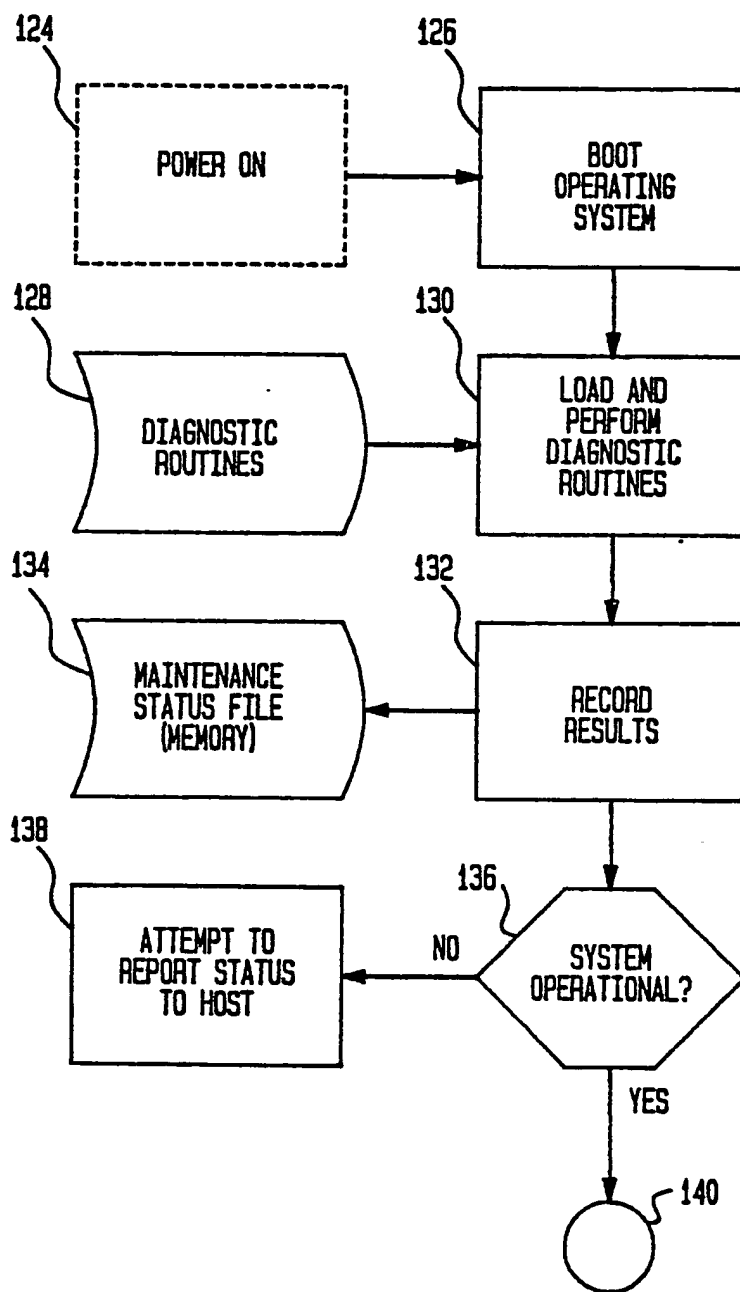 124
126
POWER ON
BOOT
OPERATING
SYSTEM
128
130
DIAGNOSTIC
ROUTINES
LOAD AND
PERFORM
DIAGNOSTIC
ROUTINES
134
132
MAINTENANCE
STATUS FILE
(MEMORY)
RECORD
RESULTS
138
136
ATTEMPT TO
REPORT STATUS
TO HOST
NO
SYSTEM
OPERATIONAL?
YES
140